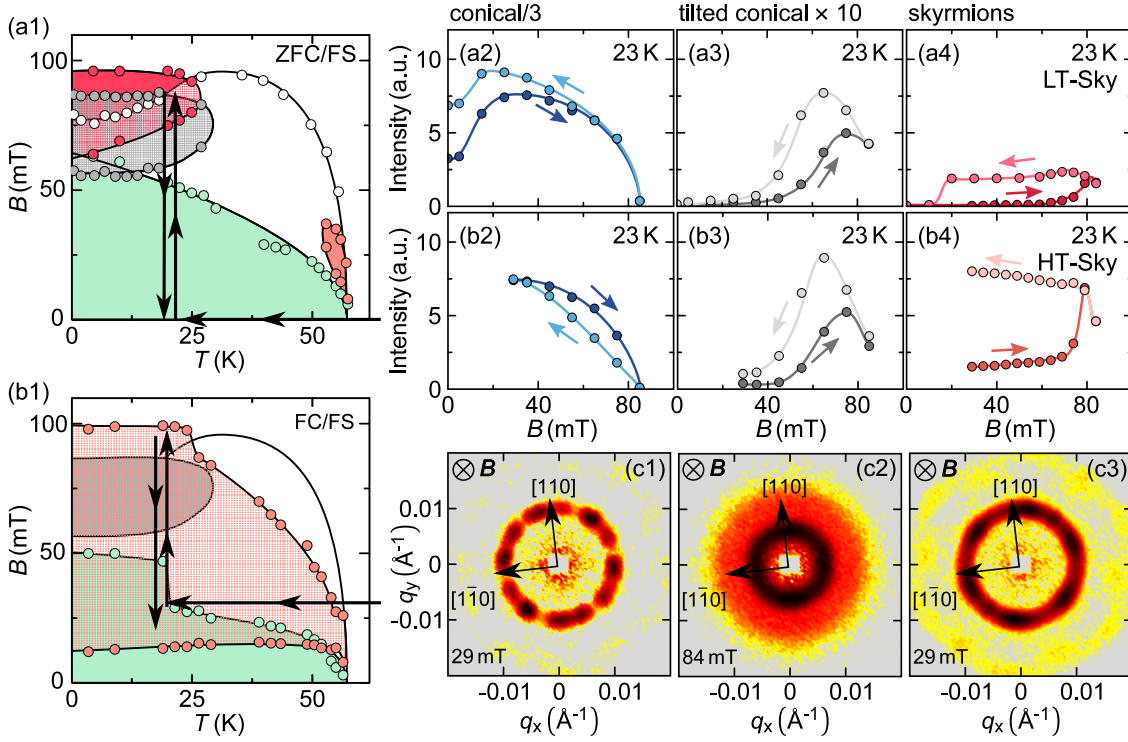 conical/3
tilted conical × 10
skyrmions
(a1)
ZFC/FS
100
50
0
B (mT)
0
25
50
T (K)
(a2)
23 K
10
5
0
Intensity (a.u.)
(a3)
23 K
(a4)
23 K
LT-Sky
(b1)
FC/FS
100
50
0
B (mT)
0
25
50
T (K)
(b2)
23 K
10
5
0
Intensity (a.u.)
0
40
80
B (mT)
(b3)
23 K
0
40
80
B (mT)
(b4)
23 K
HT-Sky
0
40
80
B (mT)
B
(c1)
[110]
[11̅0]
29 mT
0.01
0
-0.01
qy (Å⁻¹)
−0.01
0
0.01
qx (Å⁻¹)
B
(c2)
[110]
[11̅0]
84 mT
−0.01
0
0.01
qx (Å⁻¹)
B
(c3)
[110]
[11̅0]
29 mT
−0.01
0
0.01
qx (Å⁻¹)